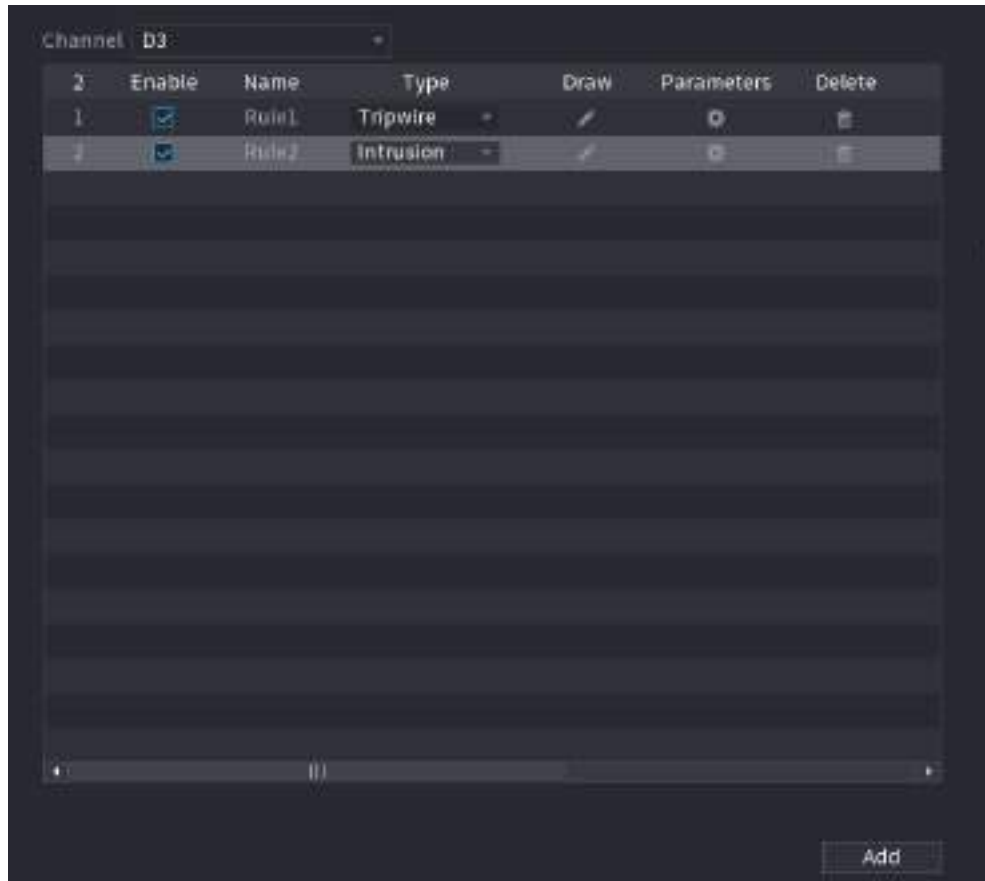 Channel D3
2 Enable Name Type Draw Parameters Delete
1 Rule1 Tripwire
2 Rule2 Intrusion
Add